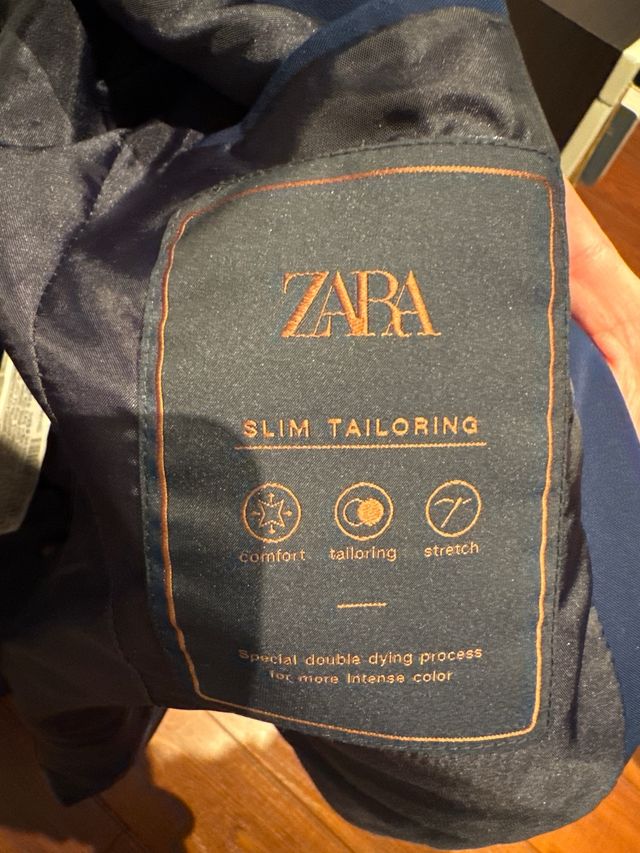 ZARA
SLIM TAILORING
comfort tailoring stretch
Special double dying process
for more Intense color